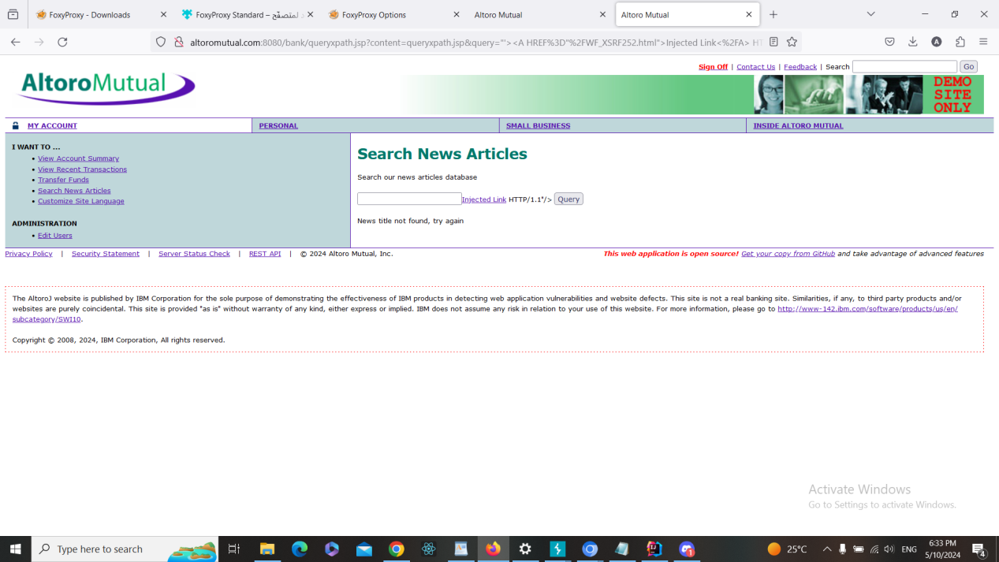 FoxyProxy - Downloads
FoxyProxy Standard – د لمتصفّح
FoxyProxy Options
Altoro Mutual
Altoro Mutual
altoromutual.com:8080/bank/queryxpath.jsp?content=queryxpath.jsp&query="'><A HREF%3D"%2FWF_XSRF252.html">Injected Link<%2FA> HT
A
Sign Off | Contact Us | Feedback | Search Go
AltoroMutual
DEMO
SITE
ONLY
MY ACCOUNT
PERSONAL
SMALL BUSINESS
INSIDE ALTORO MUTUAL
I WANT TO ...
• View Account Summary
• View Recent Transactions
• Transfer Funds
• Search News Articles
• Customize Site Language
ADMINISTRATION
• Edit Users
Search News Articles
Search our news articles database
Injected Link HTTP/1.1"/> Query
News title not found, try again
Privacy Policy | Security Statement | Server Status Check | REST API | © 2024 Altoro Mutual, Inc.
This web application is open source! Get your copy from GitHub and take advantage of advanced features
The AltoroJ website is published by IBM Corporation for the sole purpose of demonstrating the effectiveness of IBM products in detecting web application vulnerabilities and website defects. This site is not a real banking site. Similarities, if any, to third party products and/or
websites are purely coincidental. This site is provided "as is" without warranty of any kind, either express or implied. IBM does not assume any risk in relation to your use of this website. For more information, please go to http://www-142.ibm.com/software/products/us/en/
subcategory/SWI10.
Copyright © 2008, 2024, IBM Corporation, All rights reserved.
Activate Windows
Go to Settings to activate Windows.
Type here to search
25°C
ENG
6:33 PM
5/10/2024
4